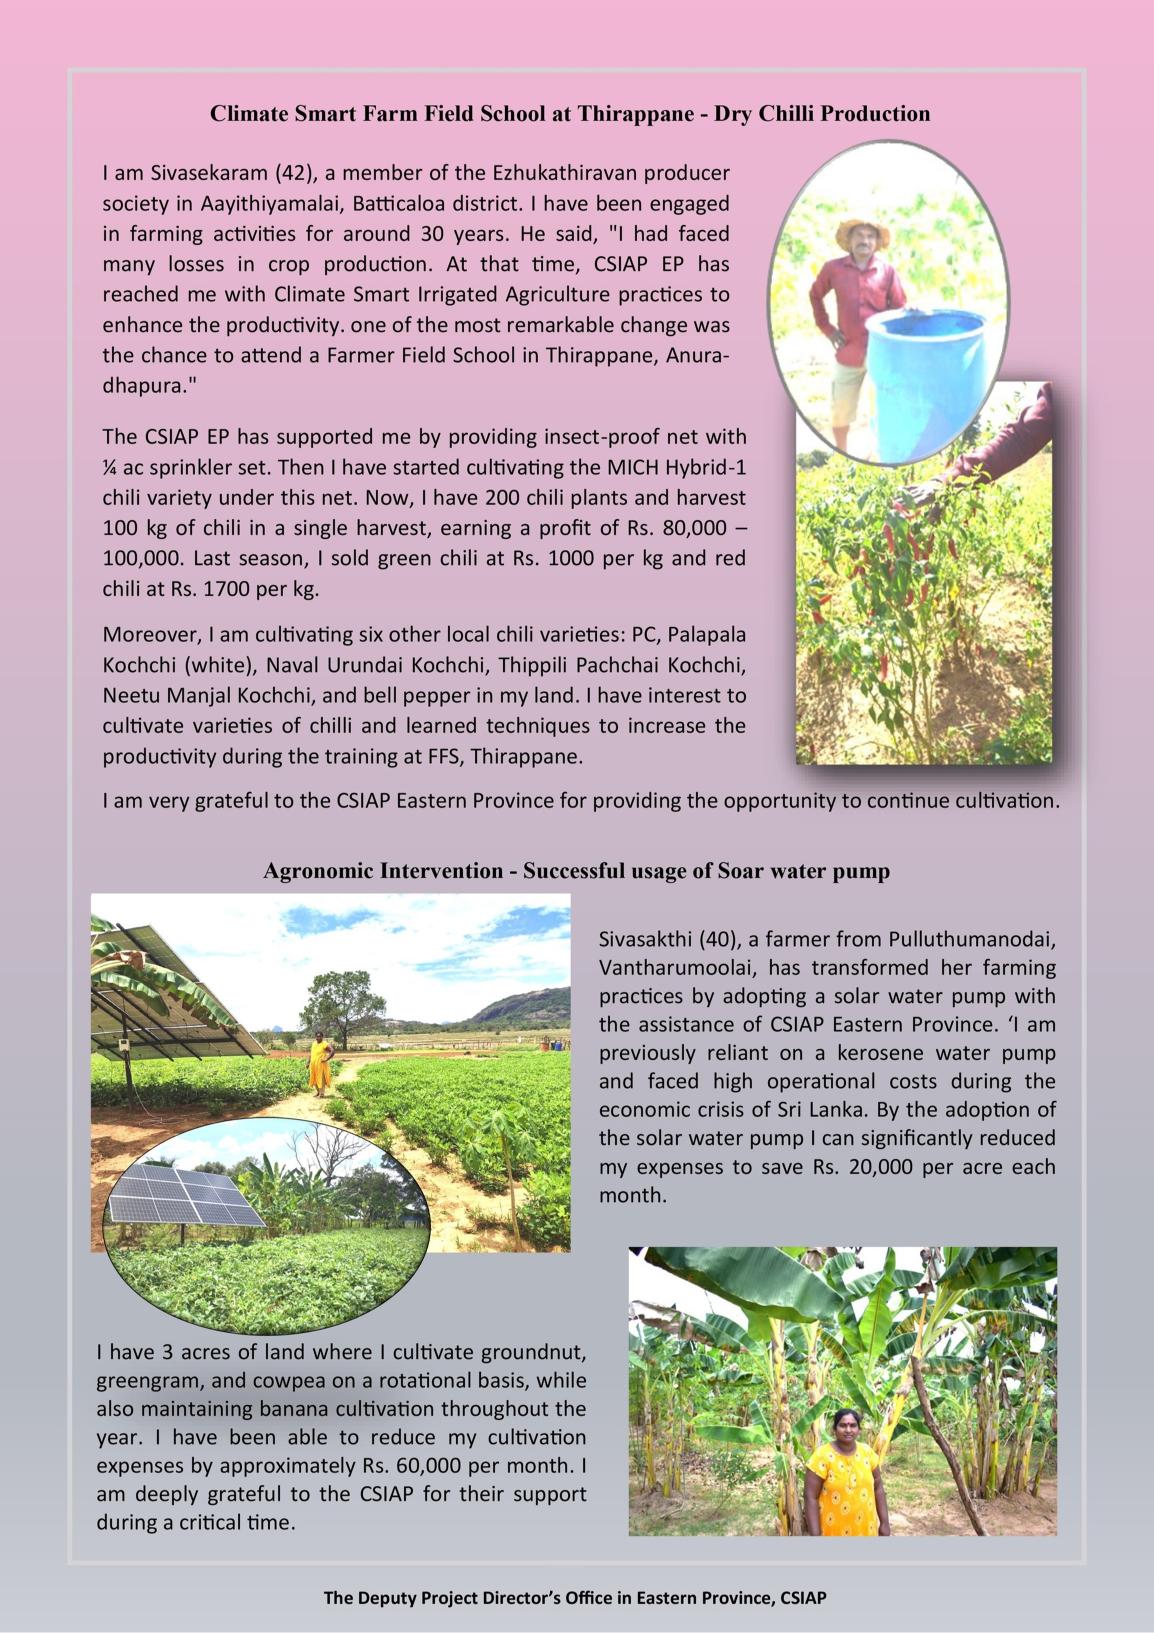 Climate Smart Farm Field School at Thirappane - Dry Chilli Production
I am Sivasekaram (42), a member of the Ezhukathiravan producer
society in Aayithiyamalai, Batticaloa district. I have been engaged
in farming activities for around 30 years. He said, "I had faced
many losses in crop production. At that time, CSIAP EP has
reached me with Climate Smart Irrigated Agriculture practices to
enhance the productivity. one of the most remarkable change was
the chance to attend a Farmer Field School in Thirappane, Anura-
dhapura."
The CSIAP EP has supported me by providing insect-proof net with
¼ ac sprinkler set. Then I have started cultivating the MICH Hybrid-1
chili variety under this net. Now, I have 200 chili plants and harvest
100 kg of chili in a single harvest, earning a profit of Rs. 80,000 –
100,000. Last season, I sold green chili at Rs. 1000 per kg and red
chili at Rs. 1700 per kg.
Moreover, I am cultivating six other local chili varieties: PC, Palapala
Kochchi (white), Naval Urundai Kochchi, Thippili Pachchai Kochchi,
Neetu Manjal Kochchi, and bell pepper in my land. I have interest to
cultivate varieties of chilli and learned techniques to increase the
productivity during the training at FFS, Thirappane.
I am very grateful to the CSIAP Eastern Province for providing the opportunity to continue cultivation.
Agronomic Intervention - Successful usage of Soar water pump
Sivasakthi (40), a farmer from Pulluthumanodai,
Vantharumoolai, has transformed her farming
practices by adopting a solar water pump with
the assistance of CSIAP Eastern Province. ‘I am
previously reliant on a kerosene water pump
and faced high operational costs during the
economic crisis of Sri Lanka. By the adoption of
the solar water pump I can significantly reduced
my expenses to save Rs. 20,000 per acre each
month.
I have 3 acres of land where I cultivate groundnut,
greengram, and cowpea on a rotational basis, while
also maintaining banana cultivation throughout the
year. I have been able to reduce my cultivation
expenses by approximately Rs. 60,000 per month. I
am deeply grateful to the CSIAP for their support
during a critical time.
The Deputy Project Director’s Office in Eastern Province, CSIAP